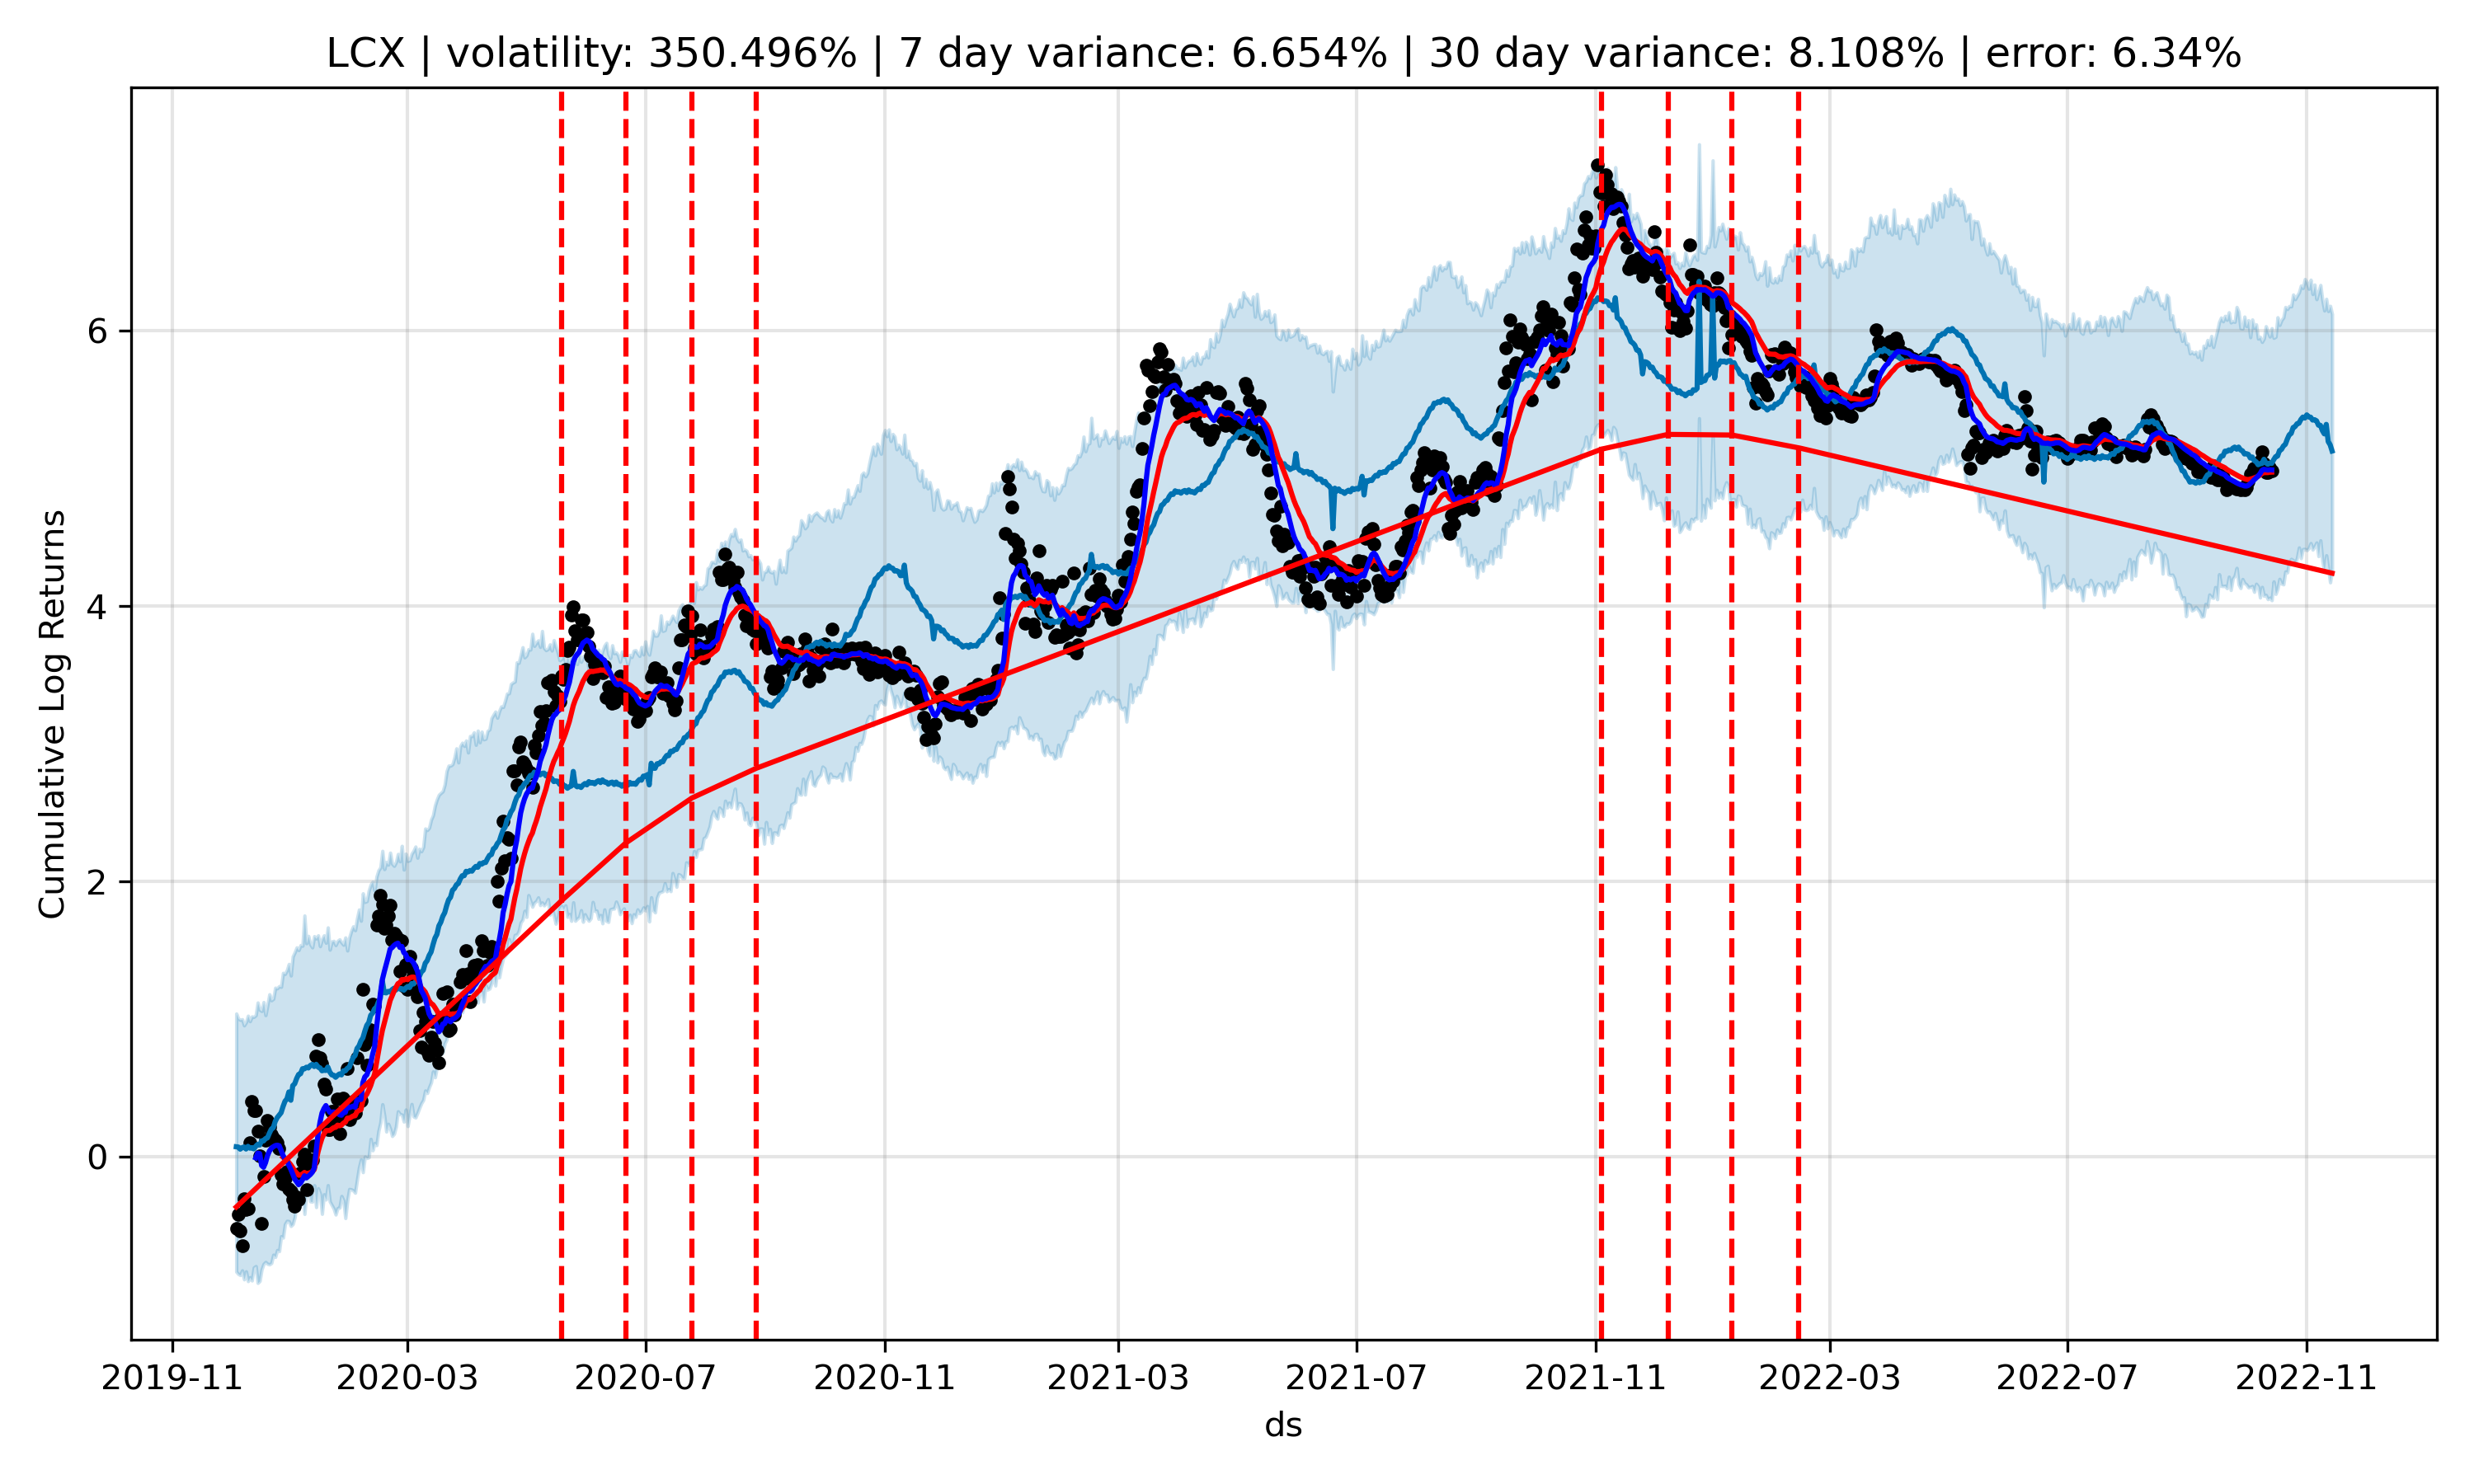 LCX | volatility: 350.496% | 7 day variance: 6.654% | 30 day variance: 8.108% | error: 6.34%
Cumulative Log Returns
6
4
2
0
2019-11 2020-03 2020-07 2020-11 2021-03 2021-07 2021-11 2022-03 2022-07 2022-11
ds